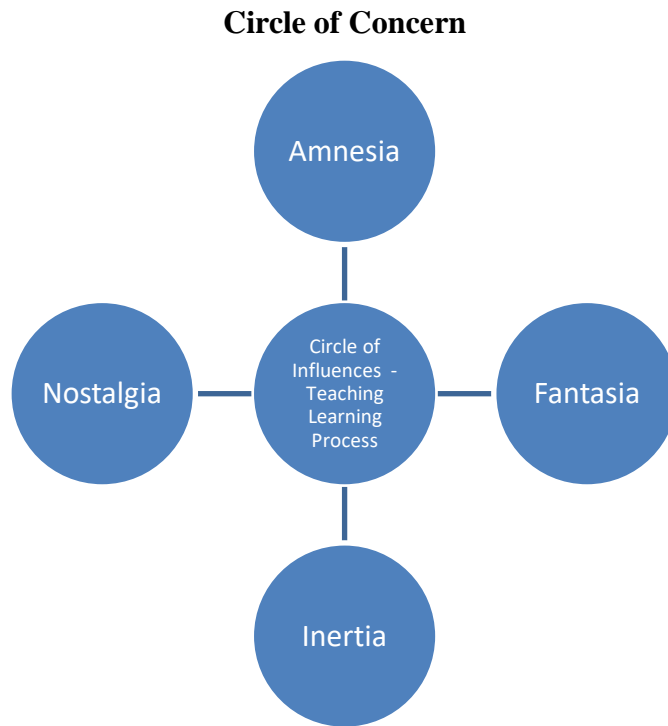 Circle of Concern
Amnesia
Nostalgia
Circle of
Influences -
Teaching
Learning
Process
Fantasia
Inertia